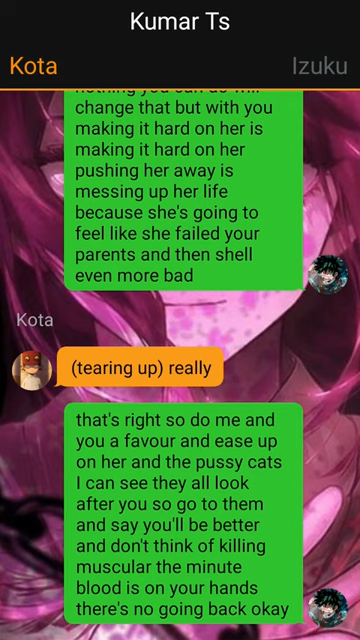 Kumar Ts
Kota
Izuku
nothing you can do will
change that but with you
making it hard on her is
making it hard on her
pushing her away is
messing up her life
because she's going to
feel like she failed your
parents and then shell
even more bad
Kota
(tearing up) really
that's right so do me and
you a favour and ease up
on her and the pussy cats
I can see they all look
after you so go to them
and say you'll be better
and don't think of killing
muscular the minute
blood is on your hands
there's no going back okay